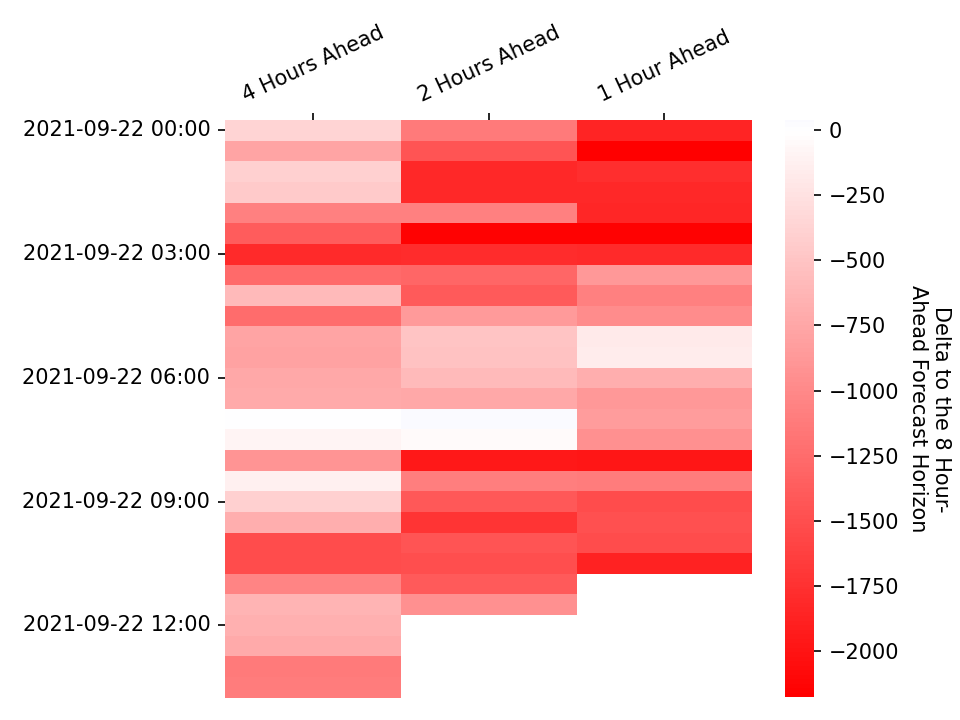 4 Hours Ahead
2 Hours Ahead
1 Hour Ahead
2021-09-22 00:00
2021-09-22 03:00
2021-09-22 06:00
2021-09-22 09:00
2021-09-22 12:00
0
−250
−500
−750
−1000
−1250
−1500
−1750
−2000
Delta to the 8 Hour-
Ahead Forecast Horizon